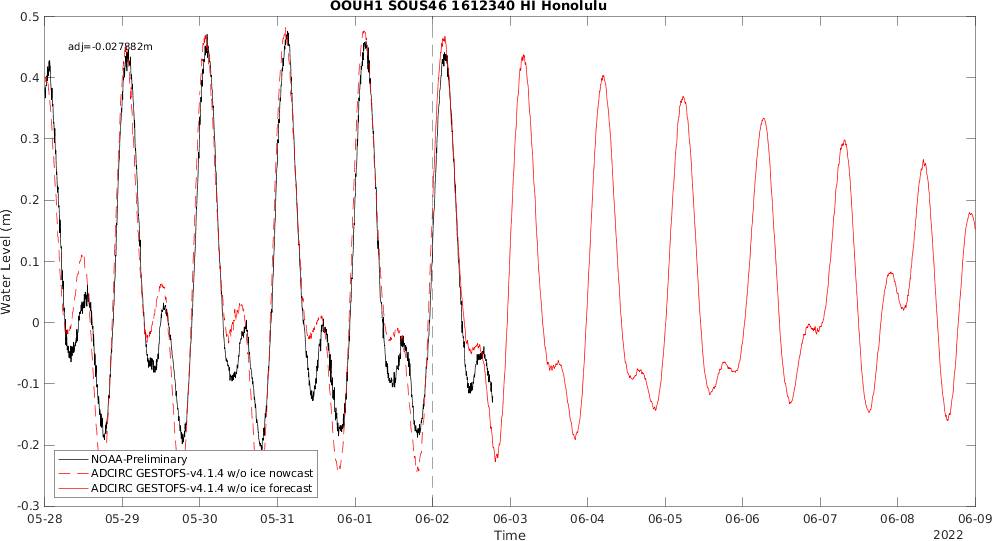 OOUH1 SOUS46 1612340 HI Honolulu
adj=-0.027882m
0.5
0.4
0.3
0.2
0.1
0
-0.1
-0.2
-0.3
Water Level (m)
NOAA-Preliminary
ADCIRC GESTOFS-v4.1.4 w/o ice nowcast
ADCIRC GESTOFS-v4.1.4 w/o ice forecast
05-28 05-29 05-30 05-31 06-01 06-02 06-03 06-04 06-05 06-06 06-07 06-08 06-09
Time
2022